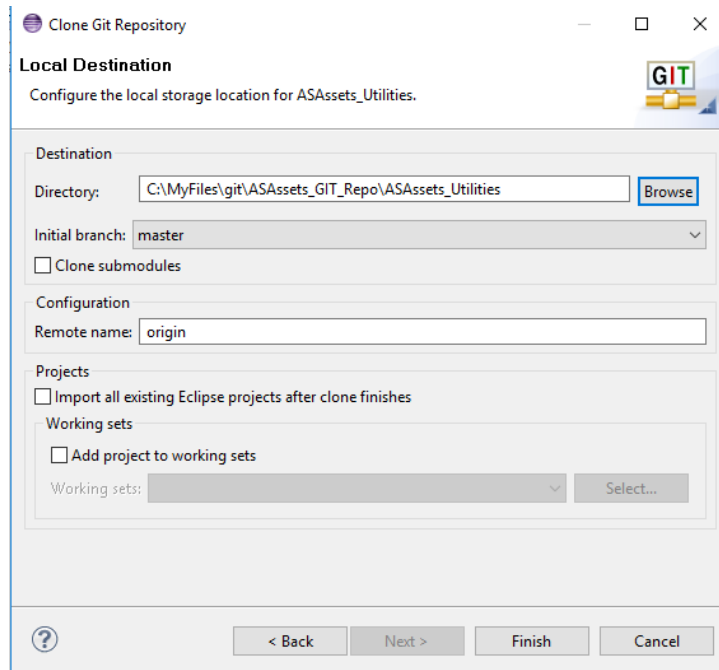 Clone Git Repository
Local Destination
GIT
Configure the local storage location for ASAssets_Utilities.
Destination
Directory: C:\MyFiles\git\ASAssets_GIT_Repo\ASAssets_Utilities Browse
Initial branch: master
Clone submodules
Configuration
Remote name: origin
Projects
Import all existing Eclipse projects after clone finishes
Working sets
Add project to working sets
Working sets: Select...
? < Back Next > Finish Cancel